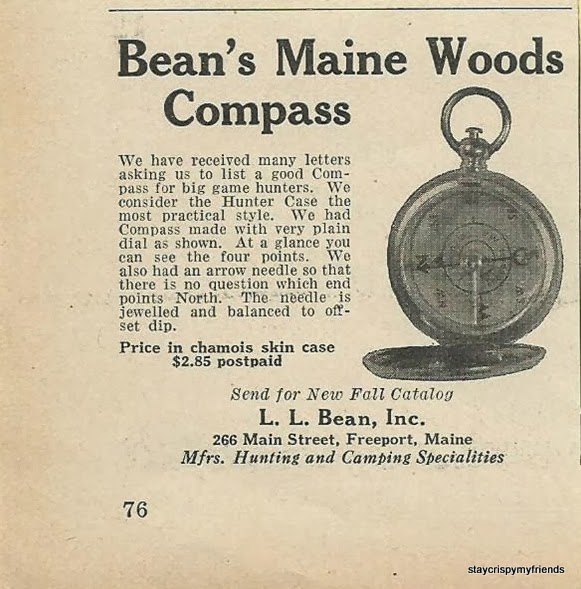 Bean's Maine Woods
Compass
We have received many letters
asking us to list a good Com-
pass for big game hunters. We
consider the Hunter Case the
most practical style. We had
Compass made with very plain
dial as shown. At a glance you
can see the four points. We
also had an arrow needle so that
there is no question which end
points North. The needle is
jewelled and balanced to off-
set dip.
Price in chamois skin case
$2.85 postpaid
Send for New Fall Catalog
L. L. Bean, Inc.
266 Main Street, Freeport, Maine
Mfrs. Hunting and Camping Specialities
76
staycrispymyfriends